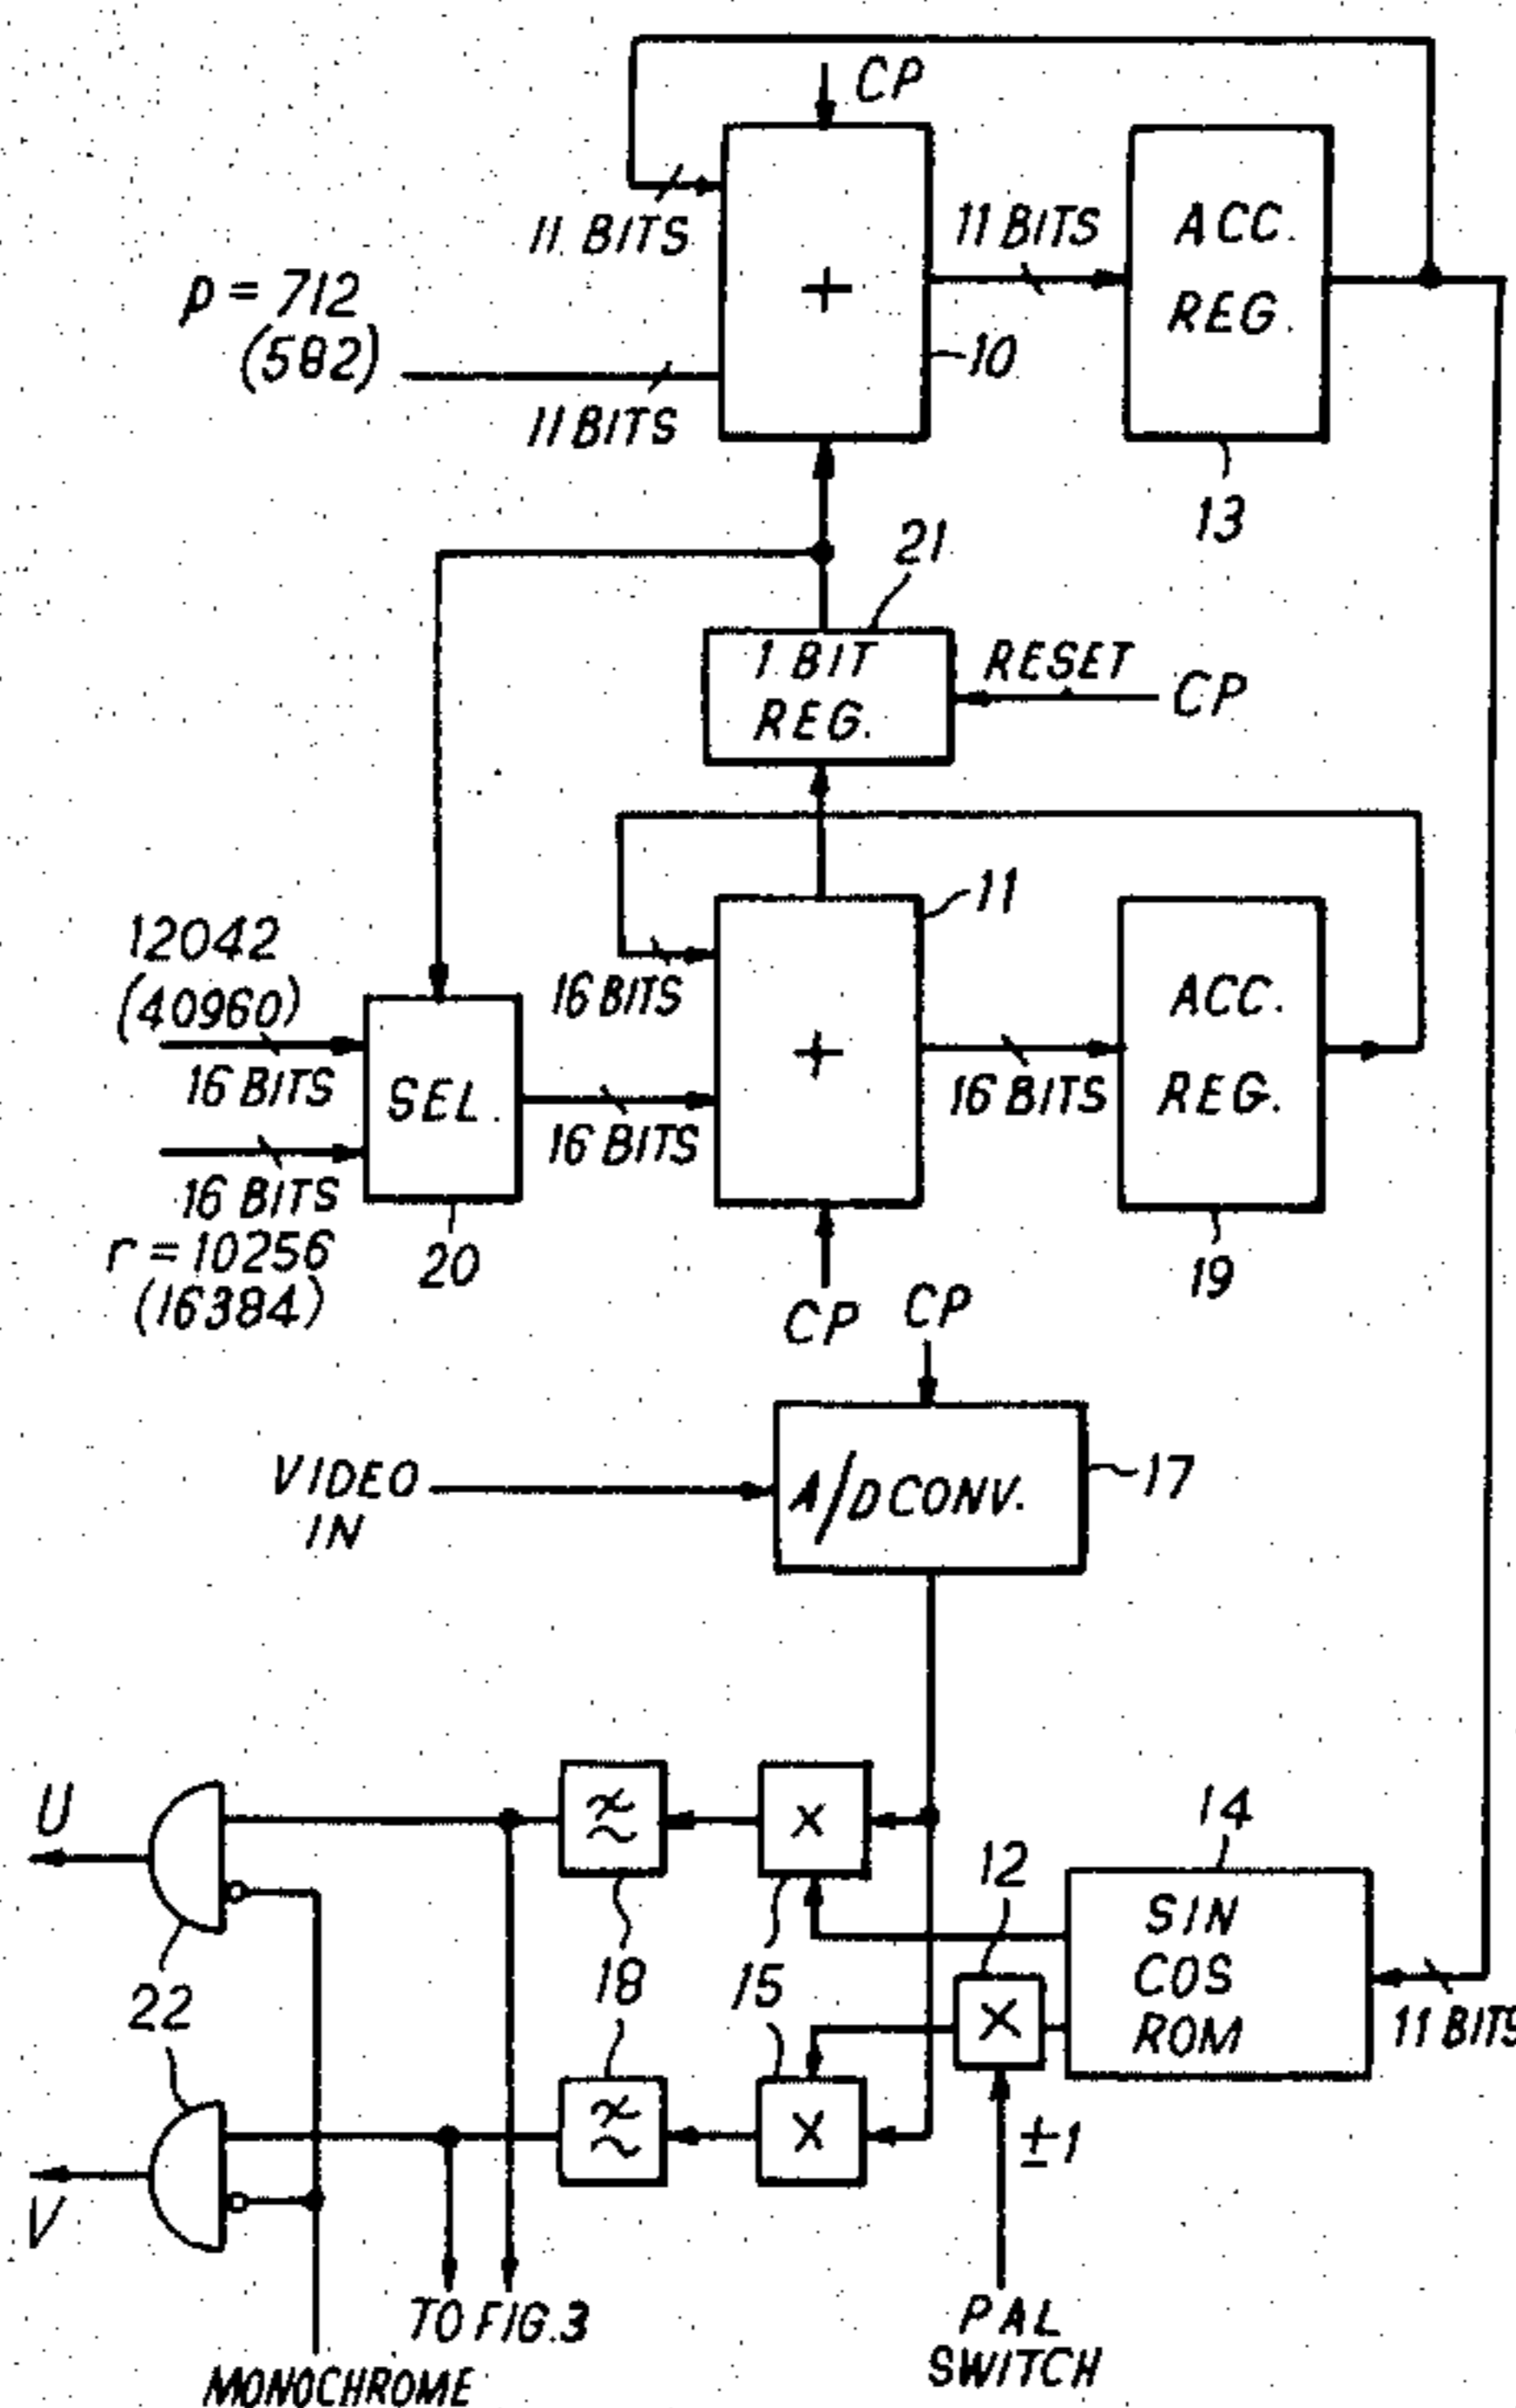 CP
11 BITS
11 BITS
ACC.
REG.
+
p = 712
(582)
10
11 BITS
13
21
1 BIT
REG.
RESET
CP
11
12042
(40960)
16 BITS
16 BITS
ACC.
REG.
+
SEL.
16 BITS
16 BITS
16 BITS
r = 10256
(16384)
20
19
CP
CP
VIDEO
IN
A/D CONV.
17
U
X
14
12
SIN
COS
ROM
22
18
15
X
11 BITS
X
±1
V
TO FIG.3
PAL
SWITCH
MONOCHROME